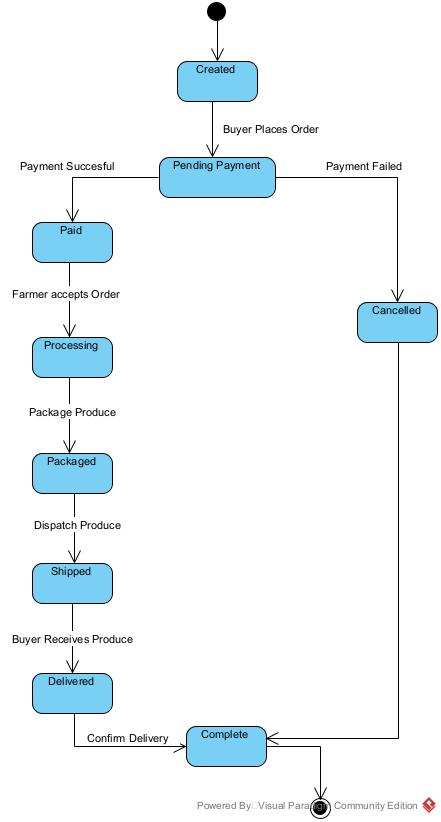 Created
Buyer Places Order
Pending Payment
Payment Succesful
Payment Failed
Paid
Farmer accepts Order
Cancelled
Processing
Package Produce
Packaged
Dispatch Produce
Shipped
Buyer Receives Produce
Delivered
Confirm Delivery
Complete
Powered By Visual Paradigm Community Edition